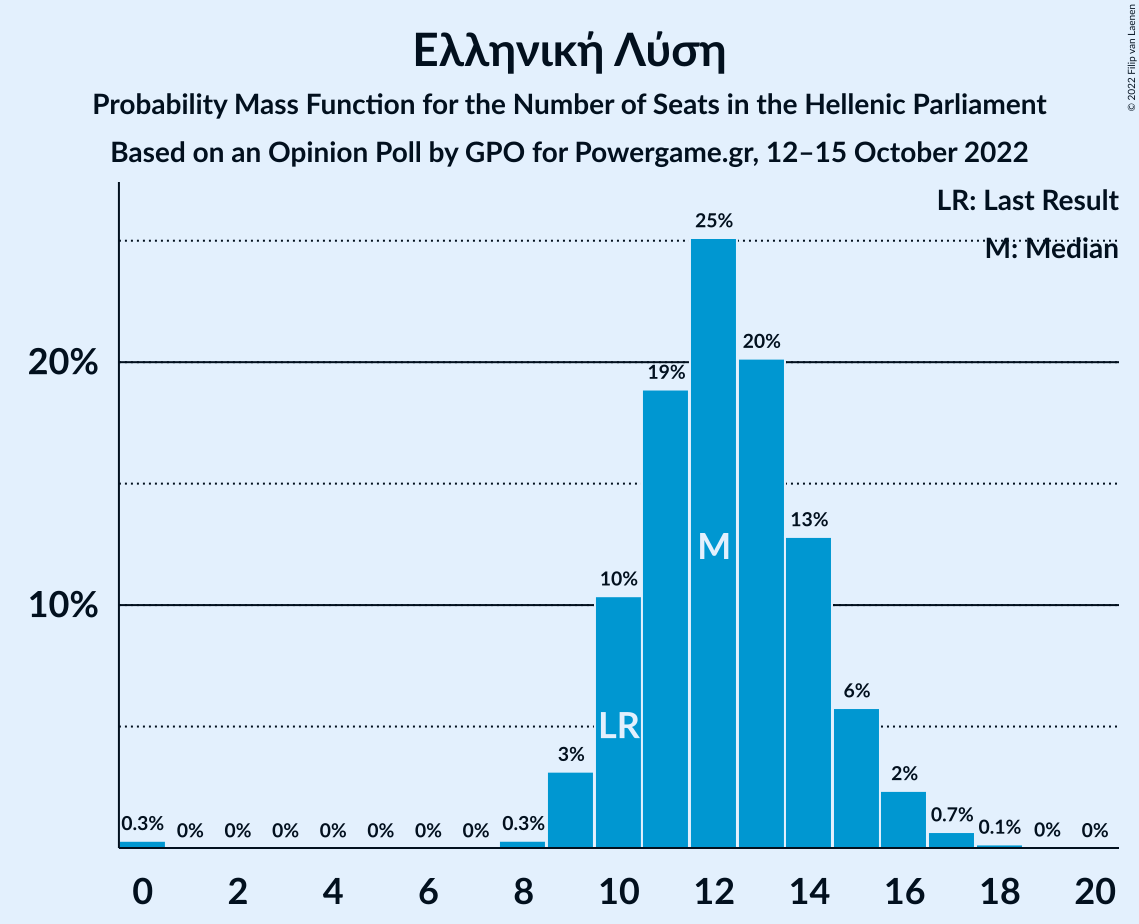 © 2022 Filip van Laenen
Ελληνική Λύση
Probability Mass Function for the Number of Seats in the Hellenic Parliament
Based on an Opinion Poll by GPO for Powergame.gr, 12–15 October 2022
LR: Last Result
M: Median
25%
20%
20%
19%
13%
M
10%
10%
6%
LR
3%
2%
0.3% 0% 0% 0% 0% 0% 0% 0% 0.3% 0.7% 0.1% 0% 0%
0 2 4 6 8 10 12 14 16 18 20